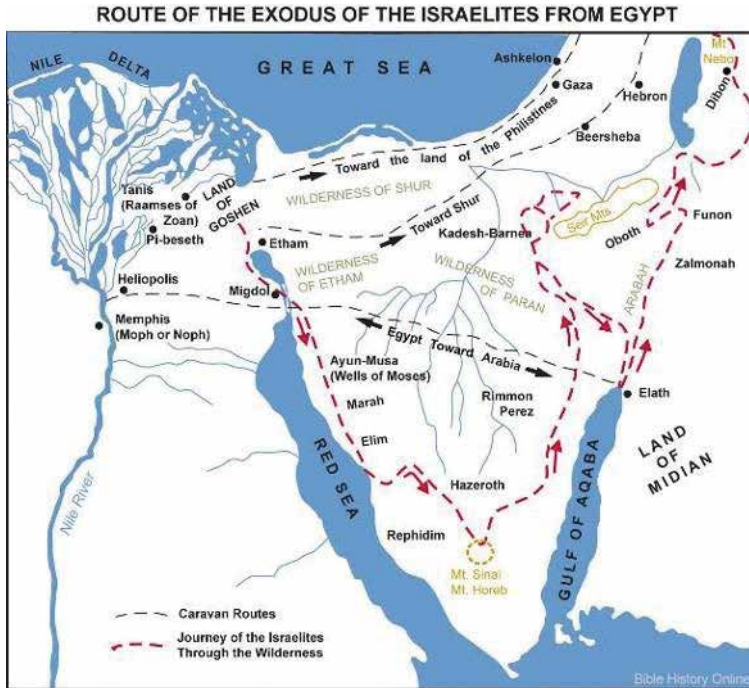 ROUTE OF THE EXODUS OF THE ISRAELITES FROM EGYPT
NILE DELTA
GREAT SEA
Ashkelon
Gaza
Mt
Nebo
Dibon
Hebron
Beersheba
Toward the land of the Philistines
LAND
OF
GOSHEN
WILDERNESS OF SHUR
Tanis
(Raamses of
Zoan)
Pi-beseth
Toward Shur
Kadesh-Barnea
Seir Mts.
Oboth
Funon
Etham
WILDERNESS
OF ETHAM
WILDERNESS
OF PARAN
Zalmonah
ARABAH
Heliopolis
Migdol
Memphis
(Moph or Noph)
Egypt Toward Arabia
Ayun-Musa
(Wells of Moses)
Rimmon
Perez
Marah
Elim
Elath
LAND
OF
MIDIAN
RED SEA
GULF OF AQABA
Hazeroth
Rephidim
Mt. Sinai
Mt. Horeb
Nile River
Caravan Routes
Journey of the Israelites
Through the Wilderness
Bible History Online